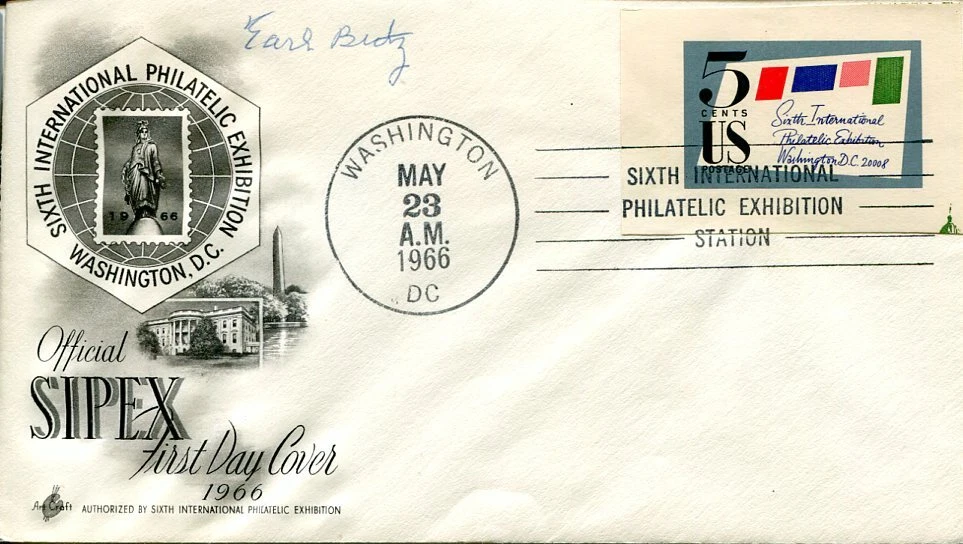 Earl Butz
SIXTH INTERNATIONAL PHILATELIC EXHIBITION
WASHINGTON, D.C.
1966
Official
SIPEX
First Day Cover
1966
Art Craft
AUTHORIZED BY SIXTH INTERNATIONAL PHILATELIC EXHIBITION
WASHINGTON
MAY
23
A.M.
1966
DC
5
CENTS
US
POSTAGE
Sixth International
Philatelic Exhibition
Washington D.C. 20008
SIXTH INTERNATIONAL
PHILATELIC EXHIBITION
STATION